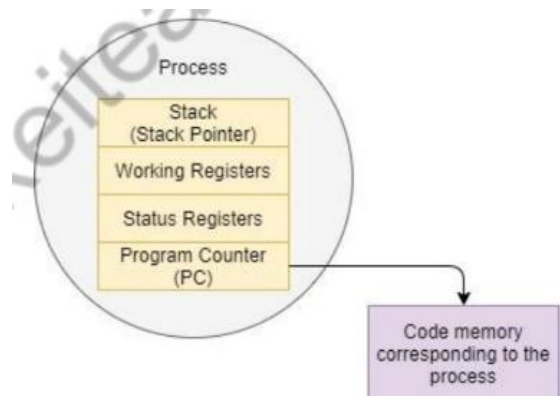 Process
Stack
(Stack Pointer)
Working Registers
Status Registers
Program Counter
(PC)
Code memory
corresponding to the
process